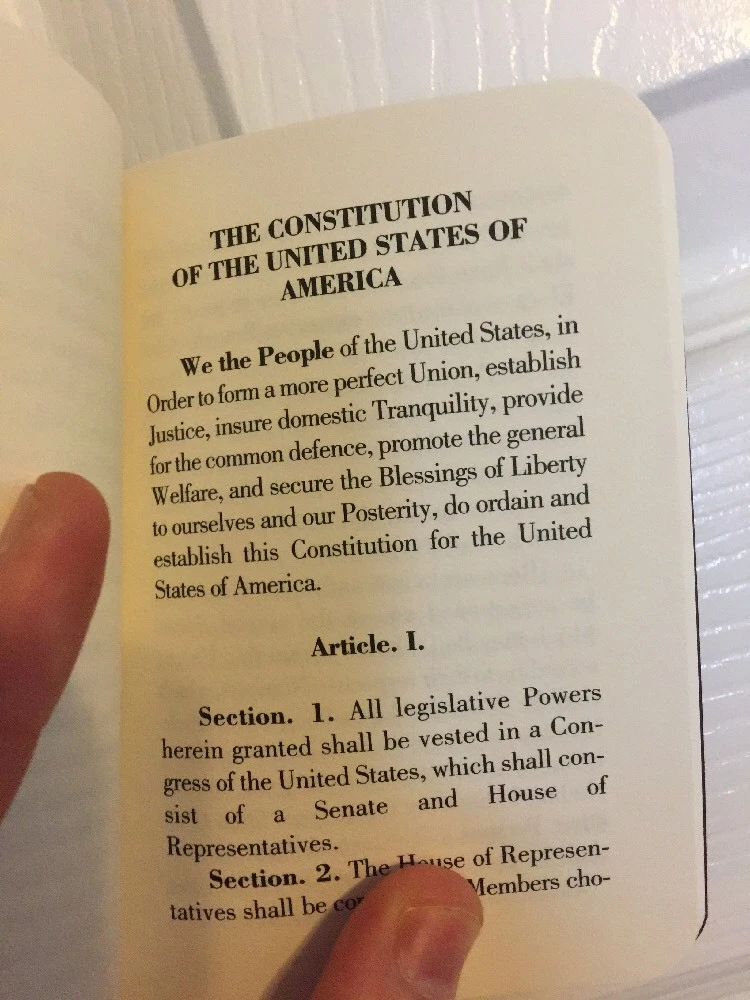 THE CONSTITUTION
OF THE UNITED STATES OF
AMERICA
We the People of the United States, in
Order to form a more perfect Union, establish
Justice, insure domestic Tranquility, provide
for the common defence, promote the general
Welfare, and secure the Blessings of Liberty
to ourselves and our Posterity, do ordain and
establish this Constitution for the United
States of America.
Article. I.
Section. 1. All legislative Powers
herein granted shall be vested in a Con-
gress of the United States, which shall con-
sist of a Senate and House of
Representatives.
Section. 2. The House of Represen-
tatives shall be Members cho-